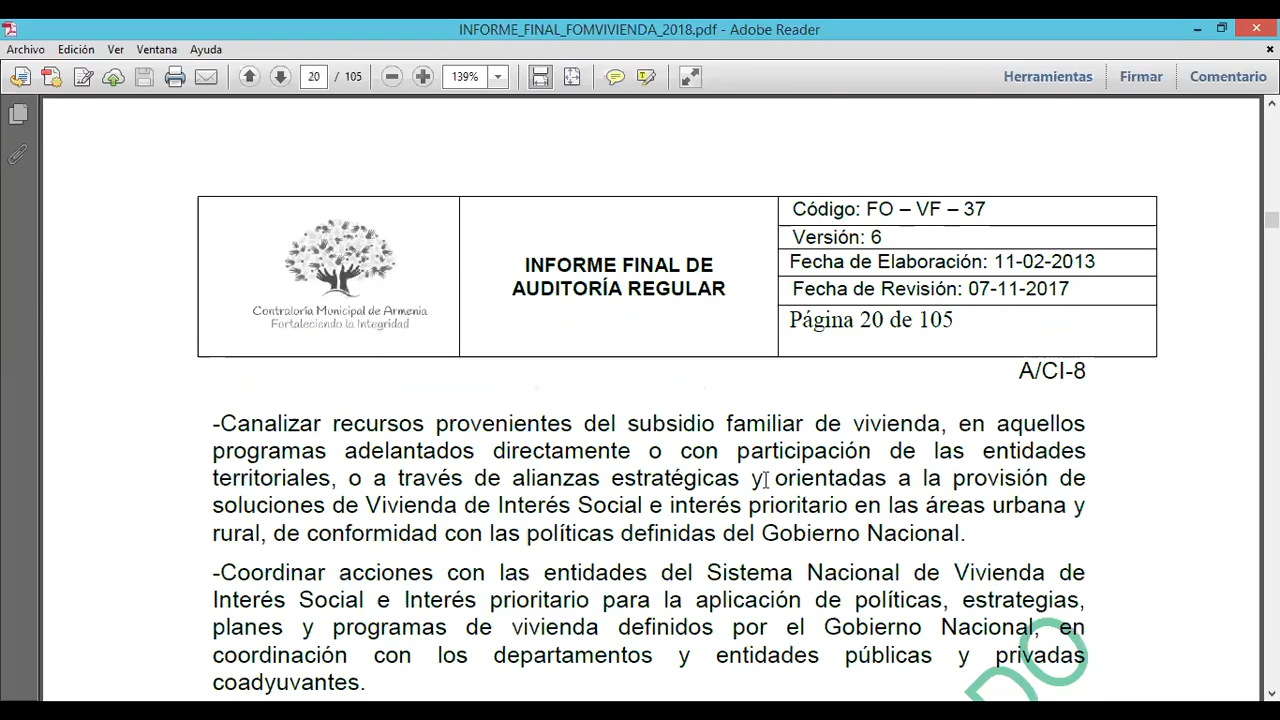 INFORME_FINAL_FOMVIVIENDA_2018.pdf - Adobe Reader
Archivo Edición Ver Ventana Ayuda
20 / 105 139% Herramientas Firmar Comentario
Contraloría Municipal de Armenia
Fortaleciendo la Integridad
INFORME FINAL DE
AUDITORÍA REGULAR
Código: FO – VF – 37
Versión: 6
Fecha de Elaboración: 11-02-2013
Fecha de Revisión: 07-11-2017
Página 20 de 105
A/CI-8
-Canalizar recursos provenientes del subsidio familiar de vivienda, en aquellos
programas adelantados directamente o con participación de las entidades
territoriales, o a través de alianzas estratégicas y orientadas a la provisión de
soluciones de Vivienda de Interés Social e interés prioritario en las áreas urbana y
rural, de conformidad con las políticas definidas del Gobierno Nacional.
-Coordinar acciones con las entidades del Sistema Nacional de Vivienda de
Interés Social e Interés prioritario para la aplicación de políticas, estrategias,
planes y programas de vivienda definidos por el Gobierno Nacional, en
coordinación con los departamentos y entidades públicas y privadas
coadyuvantes.
DO